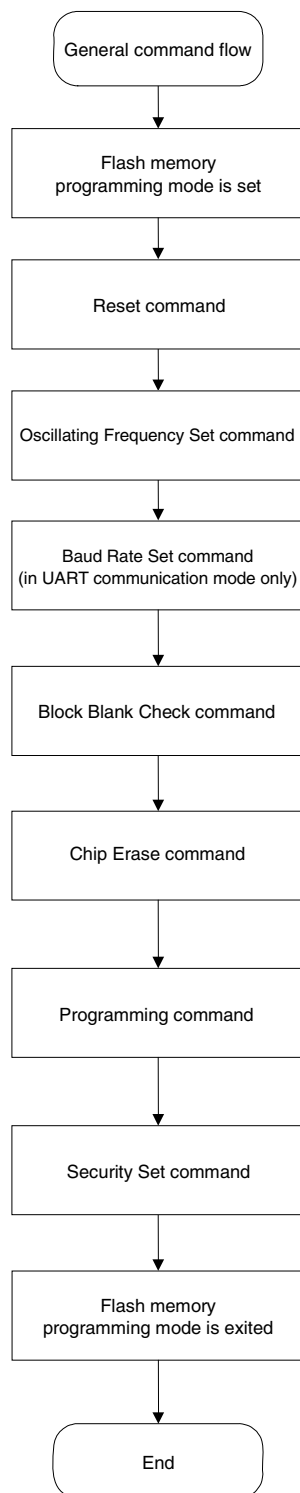 General command flow
Flash memory
programming mode is set
Reset command
Oscillating Frequency Set command
Baud Rate Set command
(in UART communication mode only)
Block Blank Check command
Chip Erase command
Programming command
Security Set command
Flash memory
programming mode is exited
End